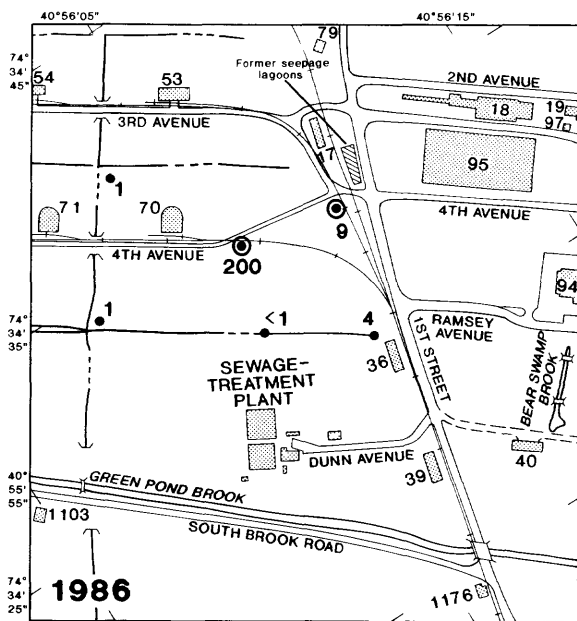 40°56'05"
40°56'15"
74°
34'
45"
79
Former seepage
lagoons
2ND AVENUE
54
53
18
19
97
3RD AVENUE
17
95
1
71
70
9
4TH AVENUE
4TH AVENUE
200
94
74°
34'
35"
1
<1
4
RAMSEY
AVENUE
1ST STREET
36
SEWAGE-
TREATMENT
PLANT
BEAR SWAMP
BROOK
DUNN AVENUE
40
39
40°
55'
55"
GREEN POND BROOK
1103
SOUTH BROOK ROAD
74°
34'
25"
1986
1176